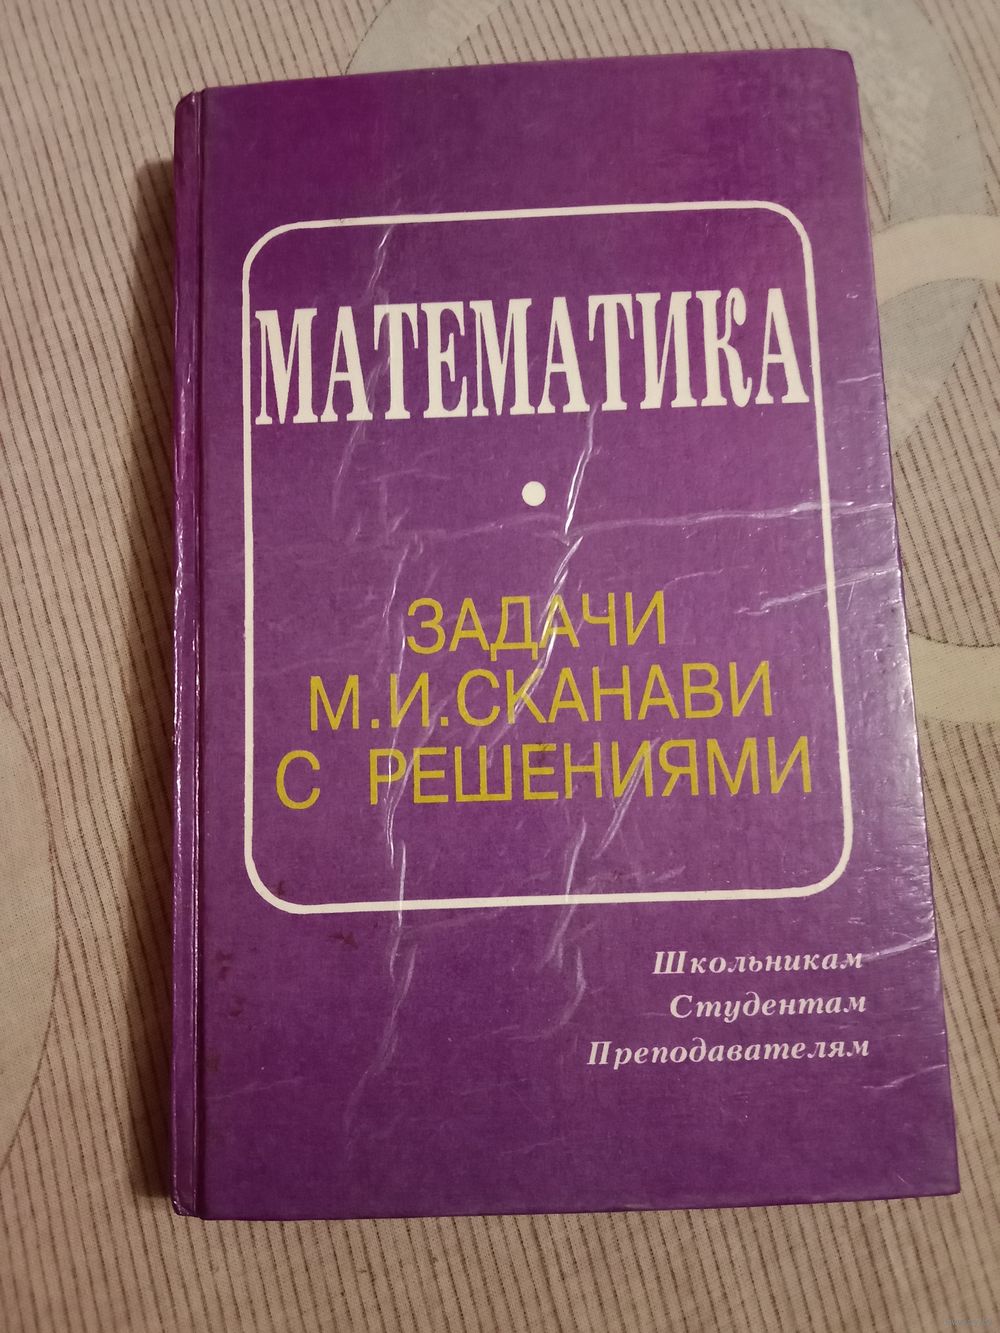 МАТЕМАТИКА
ЗАДАЧИ
М.И.СКАНАВИ
С РЕШЕНИЯМИ
Школьникам
Студентам
Преподавателям